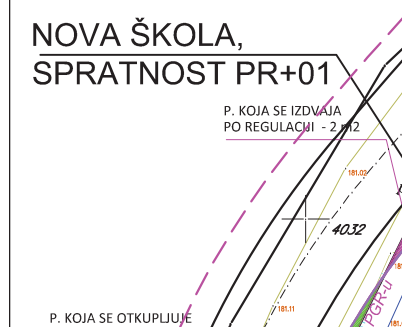 NOVA ŠKOLA,
SPRATNOST PR+01
P. KOJA SE IZDVAJA
PO REGULACIJI - 2 m2
181.02
4032
181.11
PGR-u
P. KOJA SE OTKUPLJUJE